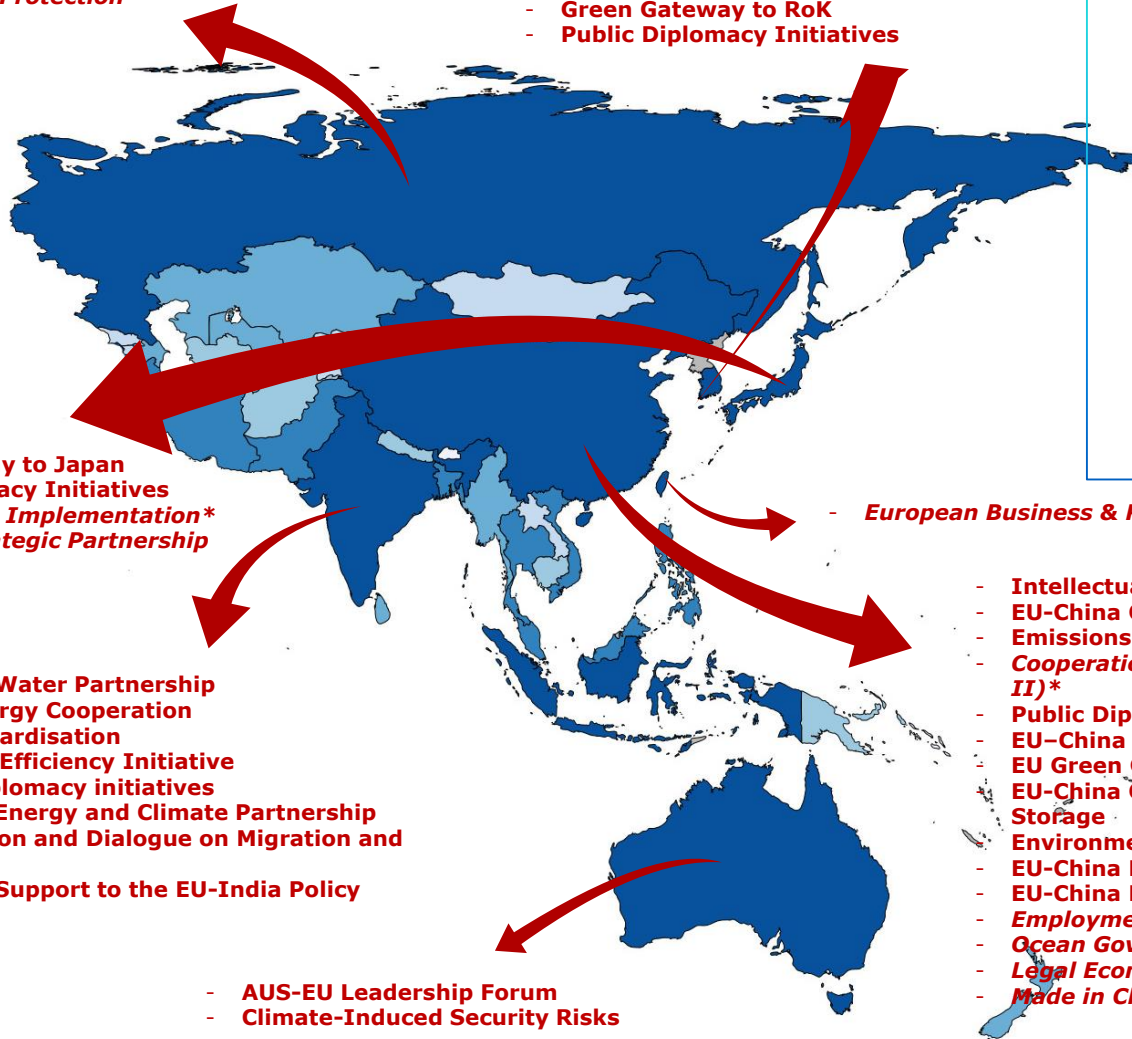 Protection
- Green Gateway to RoK
- Public Diplomacy Initiatives
y to Japan
acy Initiatives
Implementation*
tegic Partnership
- European Business &
- Intellectua
- EU-China
- Emissions
- Cooperatio
II)*
- Public Dip
- EU–China
- EU Green
- EU-China
Storage
- Environme
- EU-China
- EU-China
- Employme
- Ocean Gov
- Legal Econ
- Made in Ch
Water Partnership
rgy Cooperation
ardisation
Efficiency Initiative
lomacy initiatives
Energy and Climate Partnership
on and Dialogue on Migration and
Support to the EU-India Policy
- AUS-EU Leadership Forum
- Climate-Induced Security Risks